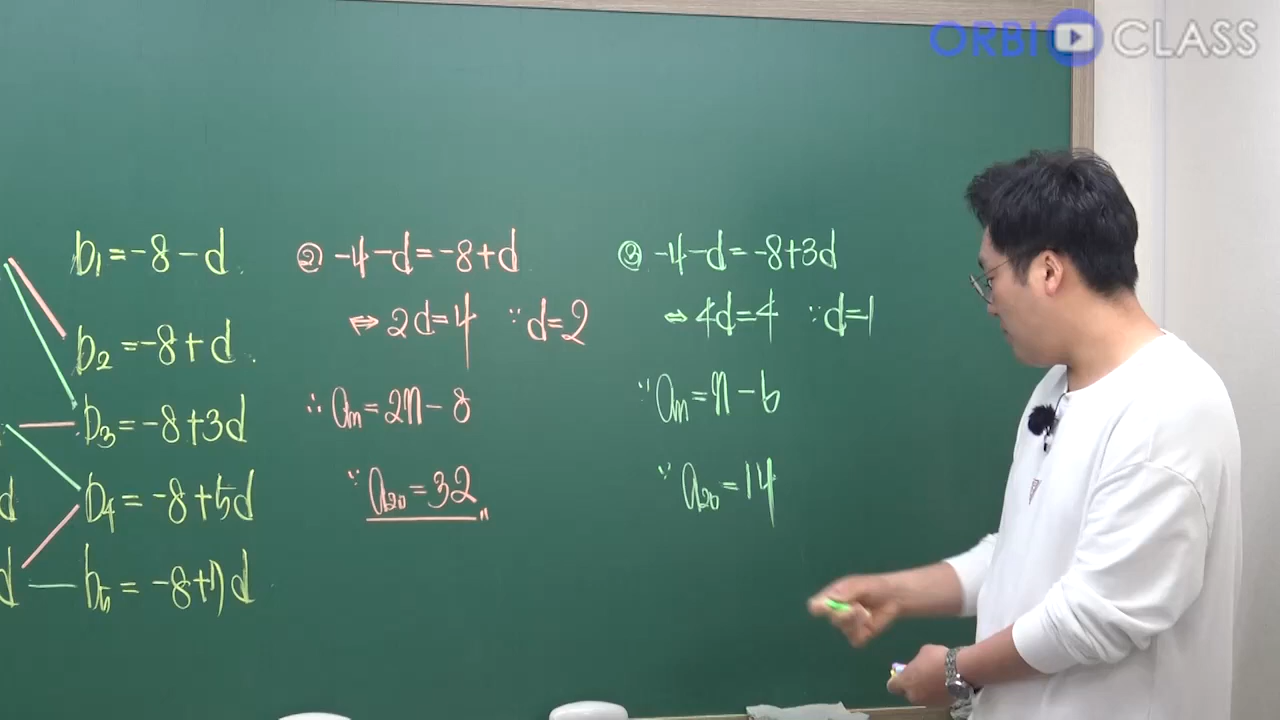 ORBI CLASS
b₁=-8-d
b₂=-8+d
b₃=-8+3d
d b₄=-8+5d
d b₅=-8+7d
② -4-d=-8+d
⇔ 2d=4 ∵d=2
∴ aₙ=2n-8
∵ a₂₀=32 〃
③ -4-d=-8+3d
⇔ 4d=4 ∵d=1
∵ aₙ=n-6
∵ a₂₀=14